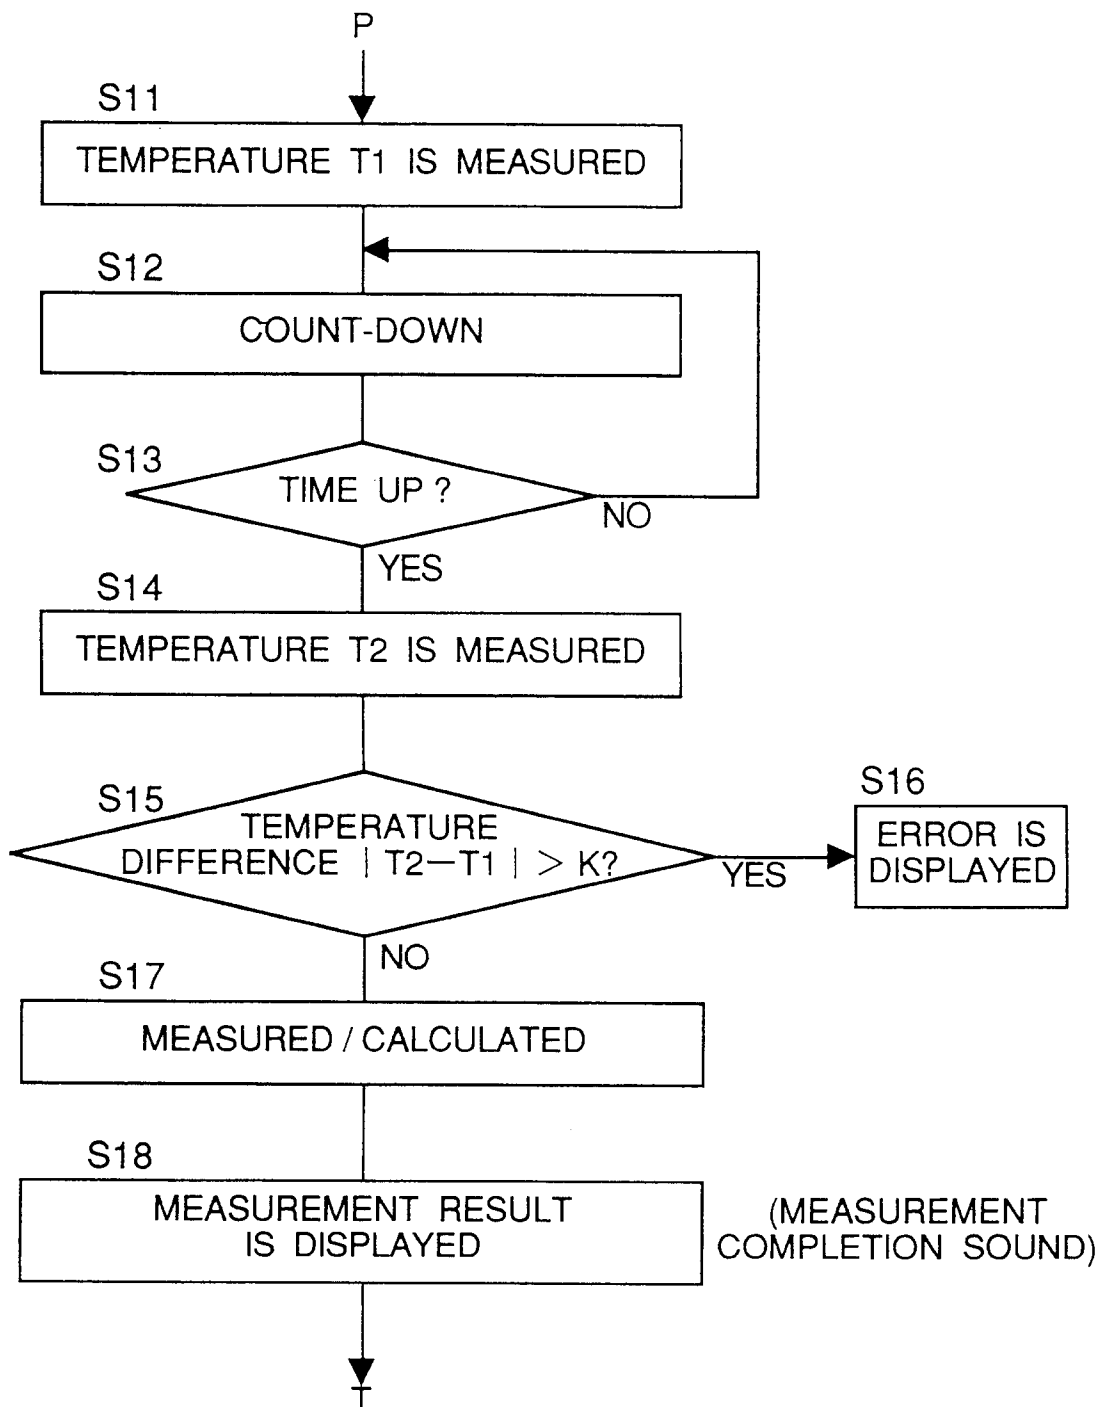 P
S11
TEMPERATURE T1 IS MEASURED
S12
COUNT-DOWN
S13
TIME UP ?
NO
YES
S14
TEMPERATURE T2 IS MEASURED
S15
TEMPERATURE
DIFFERENCE | T2—T1 | > K?
YES
S16
ERROR IS
DISPLAYED
NO
S17
MEASURED / CALCULATED
S18
MEASUREMENT RESULT
IS DISPLAYED
(MEASUREMENT
COMPLETION SOUND)
T